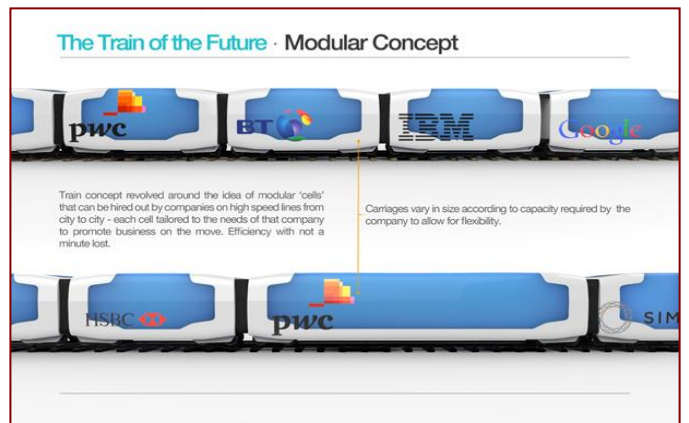 The Train of the Future · Modular Concept
pwc
BT
IBM
Google
Train concept revolved around the idea of modular 'cells'
that can be hired out by companies on high speed lines from
city to city - each cell tailored to the needs of that company
to promote business on the move. Efficiency with not a
minute lost.
Carriages vary in size according to capacity required by the
company to allow for flexibility.
HSBC
pwc
SIM